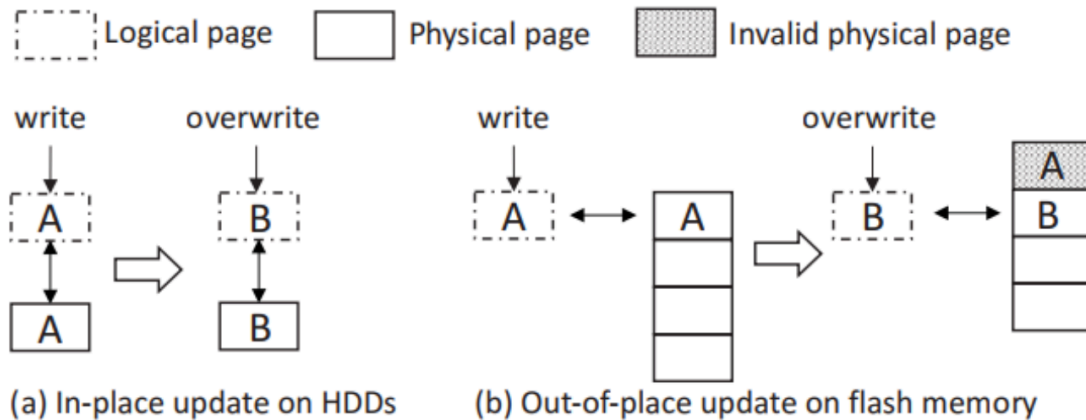 Logical page Physical page Invalid physical page
write overwrite write overwrite
A
A B A A B B
A B
(a) In-place update on HDDs (b) Out-of-place update on flash memory